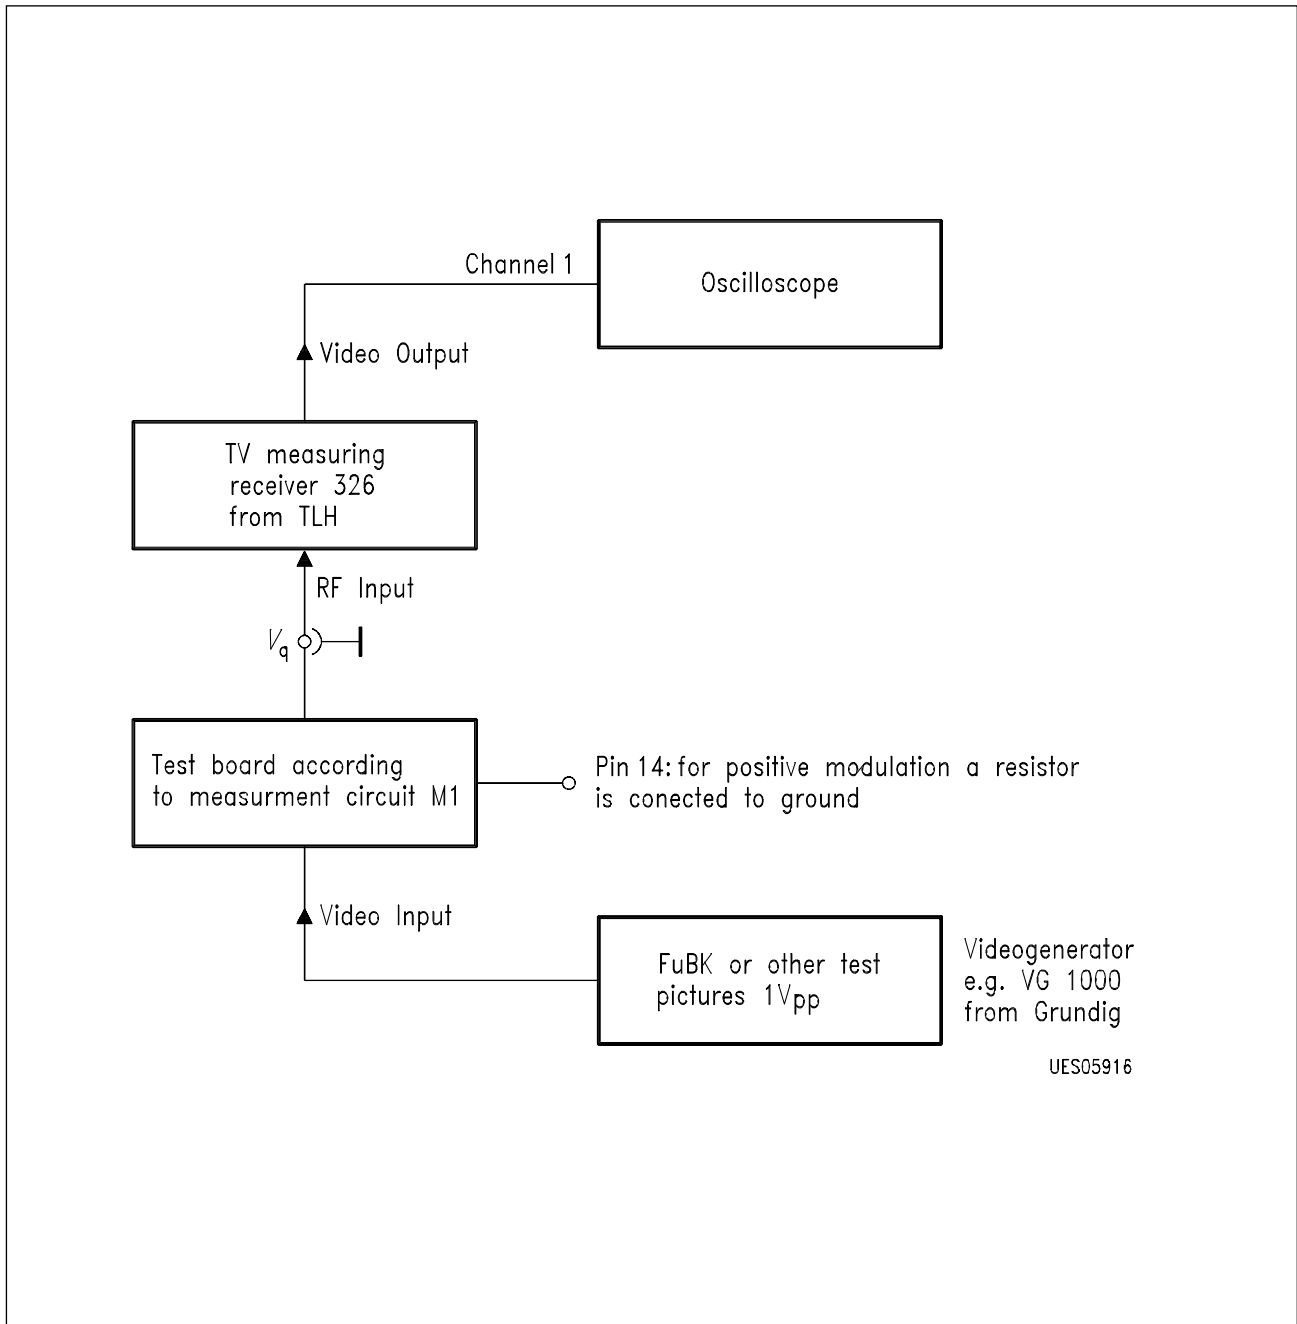 Channel 1
Oscilloscope
Video Output
TV measuring
receiver 326
from TLH
RF Input
Vq
Test board according
to measurment circuit M1
Pin 14: for positive modulation a resistor
is conected to ground
Video Input
FuBK or other test
pictures 1Vpp
Videogenerator
e.g. VG 1000
from Grundig
UES05916